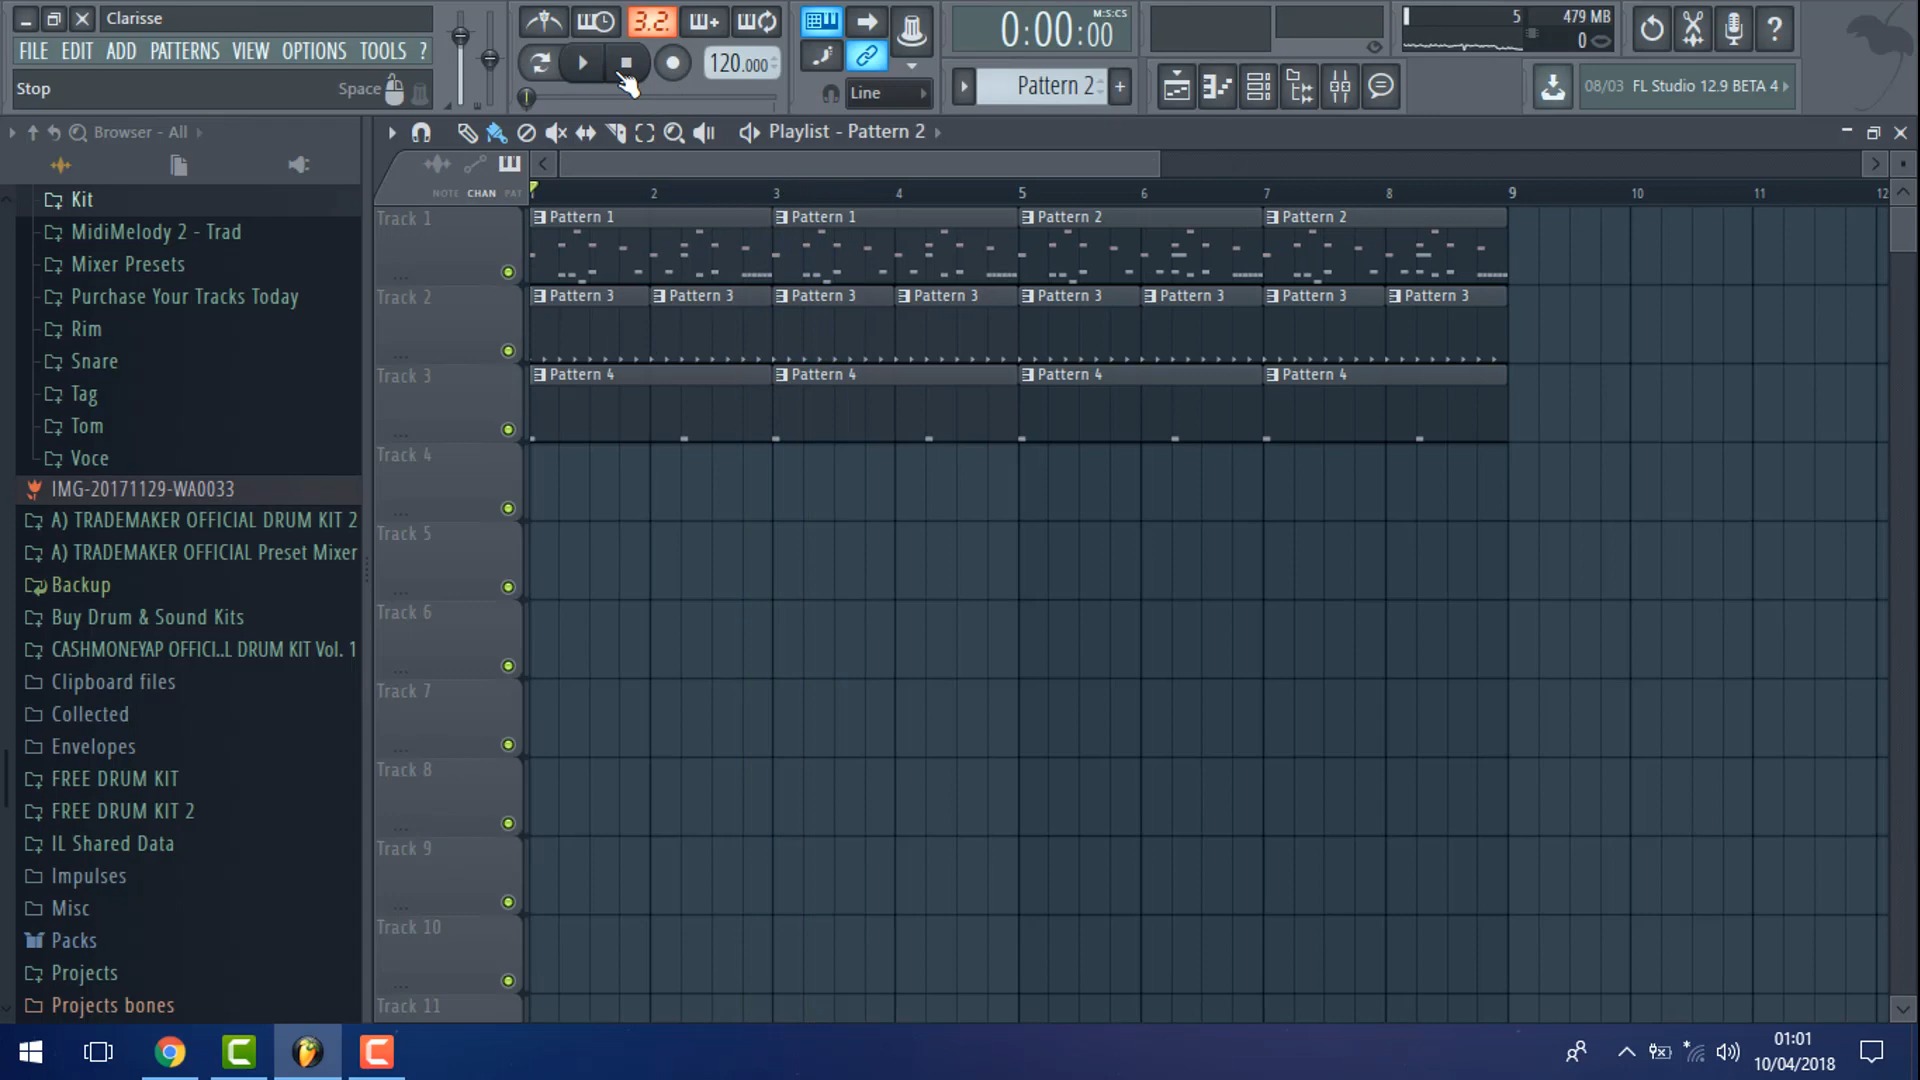 Clarisse
FILE EDIT ADD PATTERNS VIEW OPTIONS TOOLS ?
Stop Space
3.2.
120.000
Line
0:00:00 M:S:CS
Pattern 2
5 479 MB
0
08/03 FL Studio 12.9 BETA 4
Browser - All
Playlist - Pattern 2
NOTE CHAN PAT
2 3 4 5 6 7 8 9 10 11 12
Kit
MidiMelody 2 - Trad
Mixer Presets
Purchase Your Tracks Today
Rim
Snare
Tag
Tom
Voce
IMG-20171129-WA0033
A) TRADEMAKER OFFICIAL DRUM KIT 2
A) TRADEMAKER OFFICIAL Preset Mixer
Backup
Buy Drum & Sound Kits
CASHMONEYAP OFFICI..L DRUM KIT Vol. 1
Clipboard files
Collected
Envelopes
FREE DRUM KIT
FREE DRUM KIT 2
IL Shared Data
Impulses
Misc
Packs
Projects
Projects bones
Track 1
Pattern 1 Pattern 1 Pattern 2 Pattern 2
Track 2
Pattern 3 Pattern 3 Pattern 3 Pattern 3 Pattern 3 Pattern 3 Pattern 3 Pattern 3
Track 3
Pattern 4 Pattern 4 Pattern 4 Pattern 4
Track 4
Track 5
Track 6
Track 7
Track 8
Track 9
Track 10
Track 11
01:01
10/04/2018